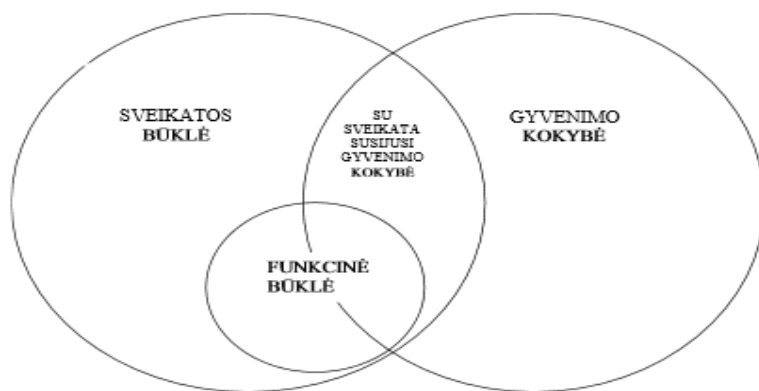 SVEIKATOS
BŪKLĖ
SU
SVEIKATA
SUSIJUSI
GYVENIMO
KOKYBĖ
GYVENIMO
KOKYBĖ
FUNKCINĖ
BŪKLĖ